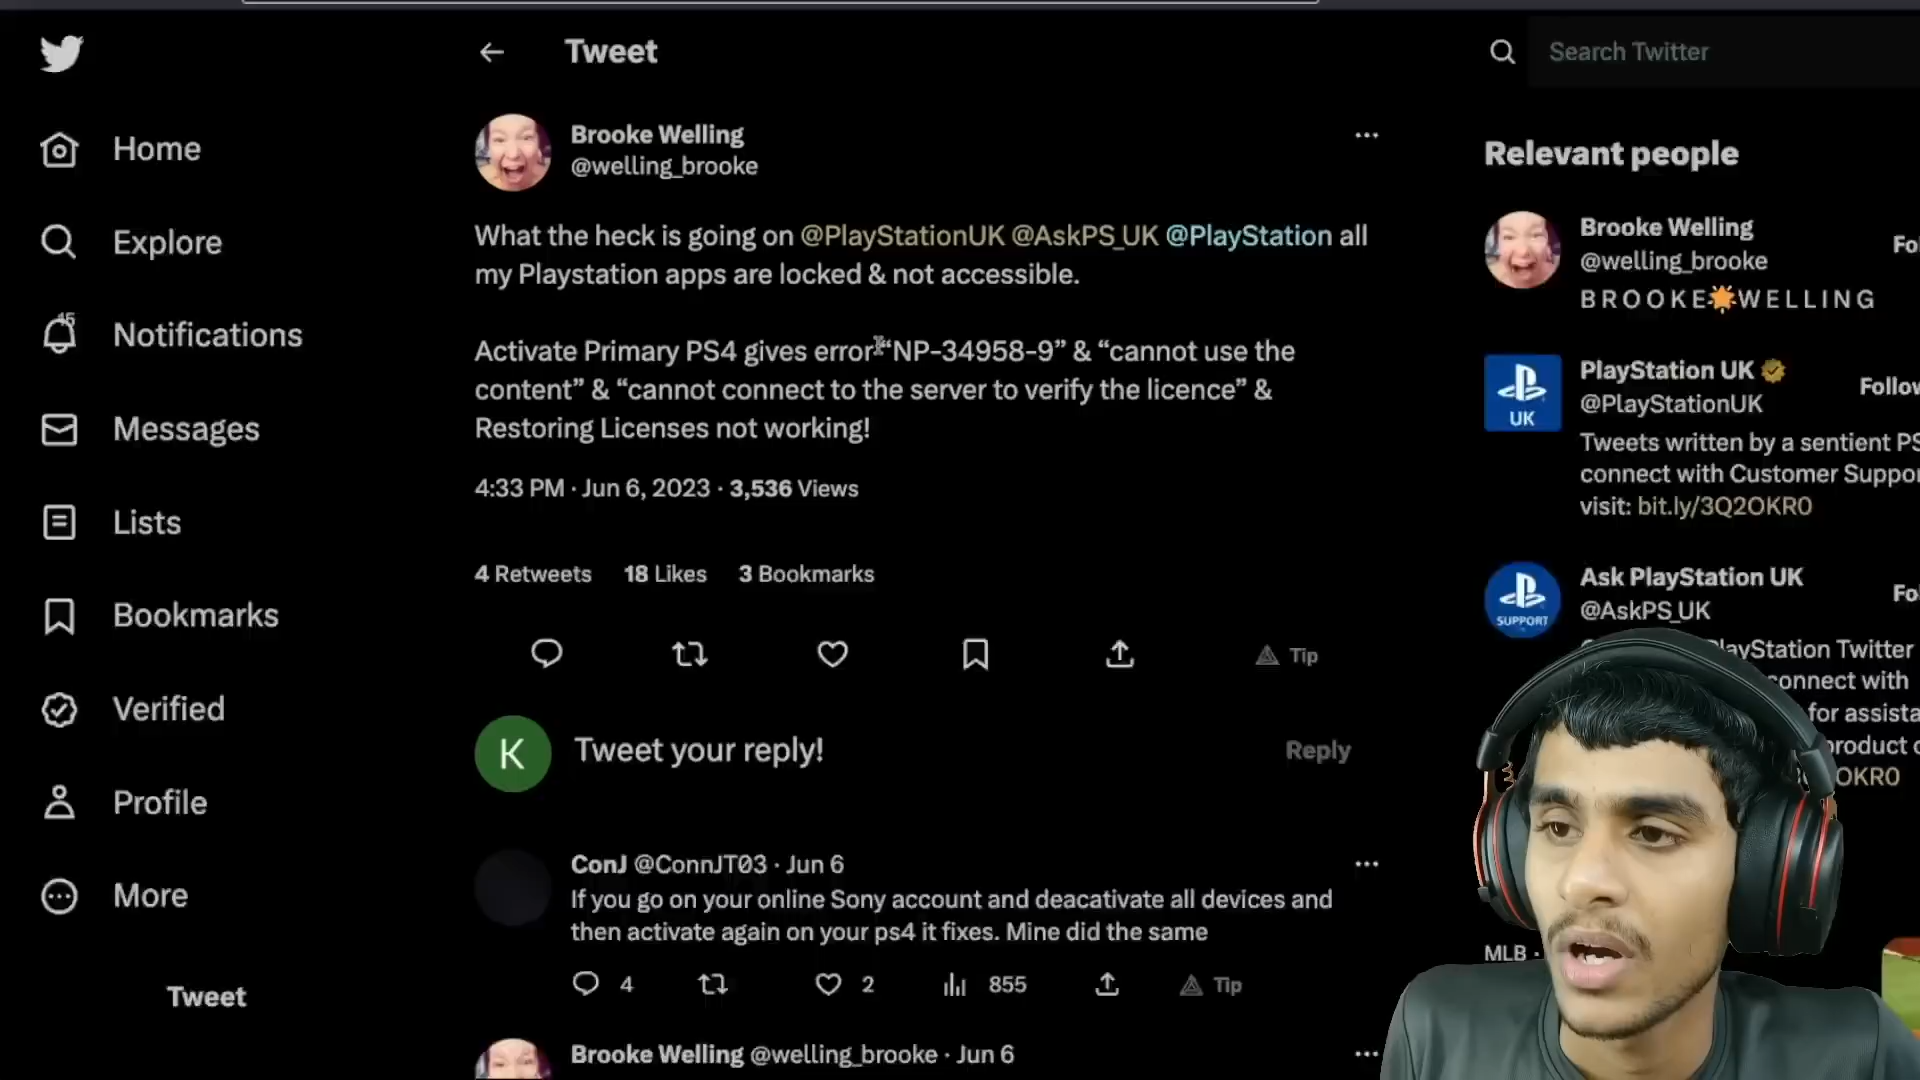 Tweet
Search Twitter
Home
Explore
45
Notifications
Messages
Lists
Bookmarks
Verified
Profile
More
Tweet
Brooke Welling
@welling_brooke
What the heck is going on @PlayStationUK @AskPS_UK @PlayStation all
my Playstation apps are locked & not accessible.
Activate Primary PS4 gives error “NP-34958-9” & “cannot use the
content” & “cannot connect to the server to verify the licence” &
Restoring Licenses not working!
4:33 PM · Jun 6, 2023 · 3,536 Views
4 Retweets 18 Likes 3 Bookmarks
Tip
K
Tweet your reply!
Reply
ConJ @ConnJT03 · Jun 6
If you go on your online Sony account and deacativate all devices and
then activate again on your ps4 it fixes. Mine did the same
4 2 855 Tip
Brooke Welling @welling_brooke · Jun 6
Relevant people
Brooke Welling
@welling_brooke
BROOKE🌟WELLING
PlayStation UK
@PlayStationUK
Tweets written by a sentient
connect with Customer
visit: bit.ly/3Q2OKR0
UK
Ask PlayStation UK
@AskPS_UK
SUPPORT
Twitter
connect with
for
product
MLB ·